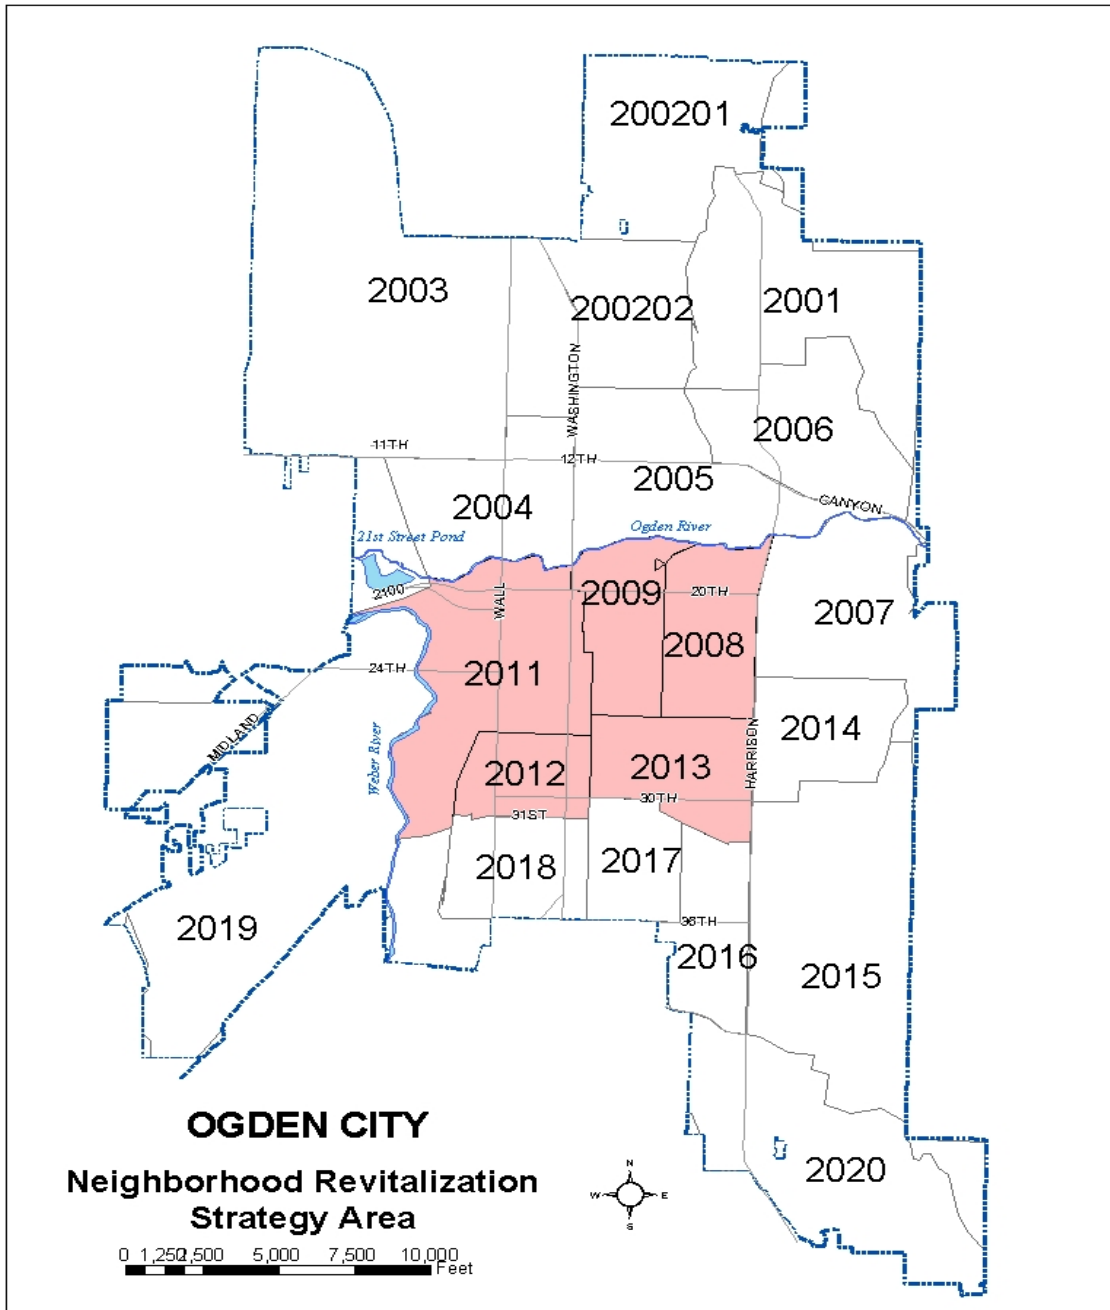 200201
2003
200202
2001
WASHINGTON
2006
11TH
12TH
2005
2004
CANYON
Ogden River
21st Street Pond
2100
WALL
2009
20TH
2007
2008
24TH
2011
MIDLAND
Weber River
HARRISON
2014
2012
2013
30TH
31ST
2018
2017
36TH
2019
2016
2015
OGDEN CITY
Neighborhood Revitalization
Strategy Area
N
W E
S
2020
0 1,250 2,500 5,000 7,500 10,000
Feet